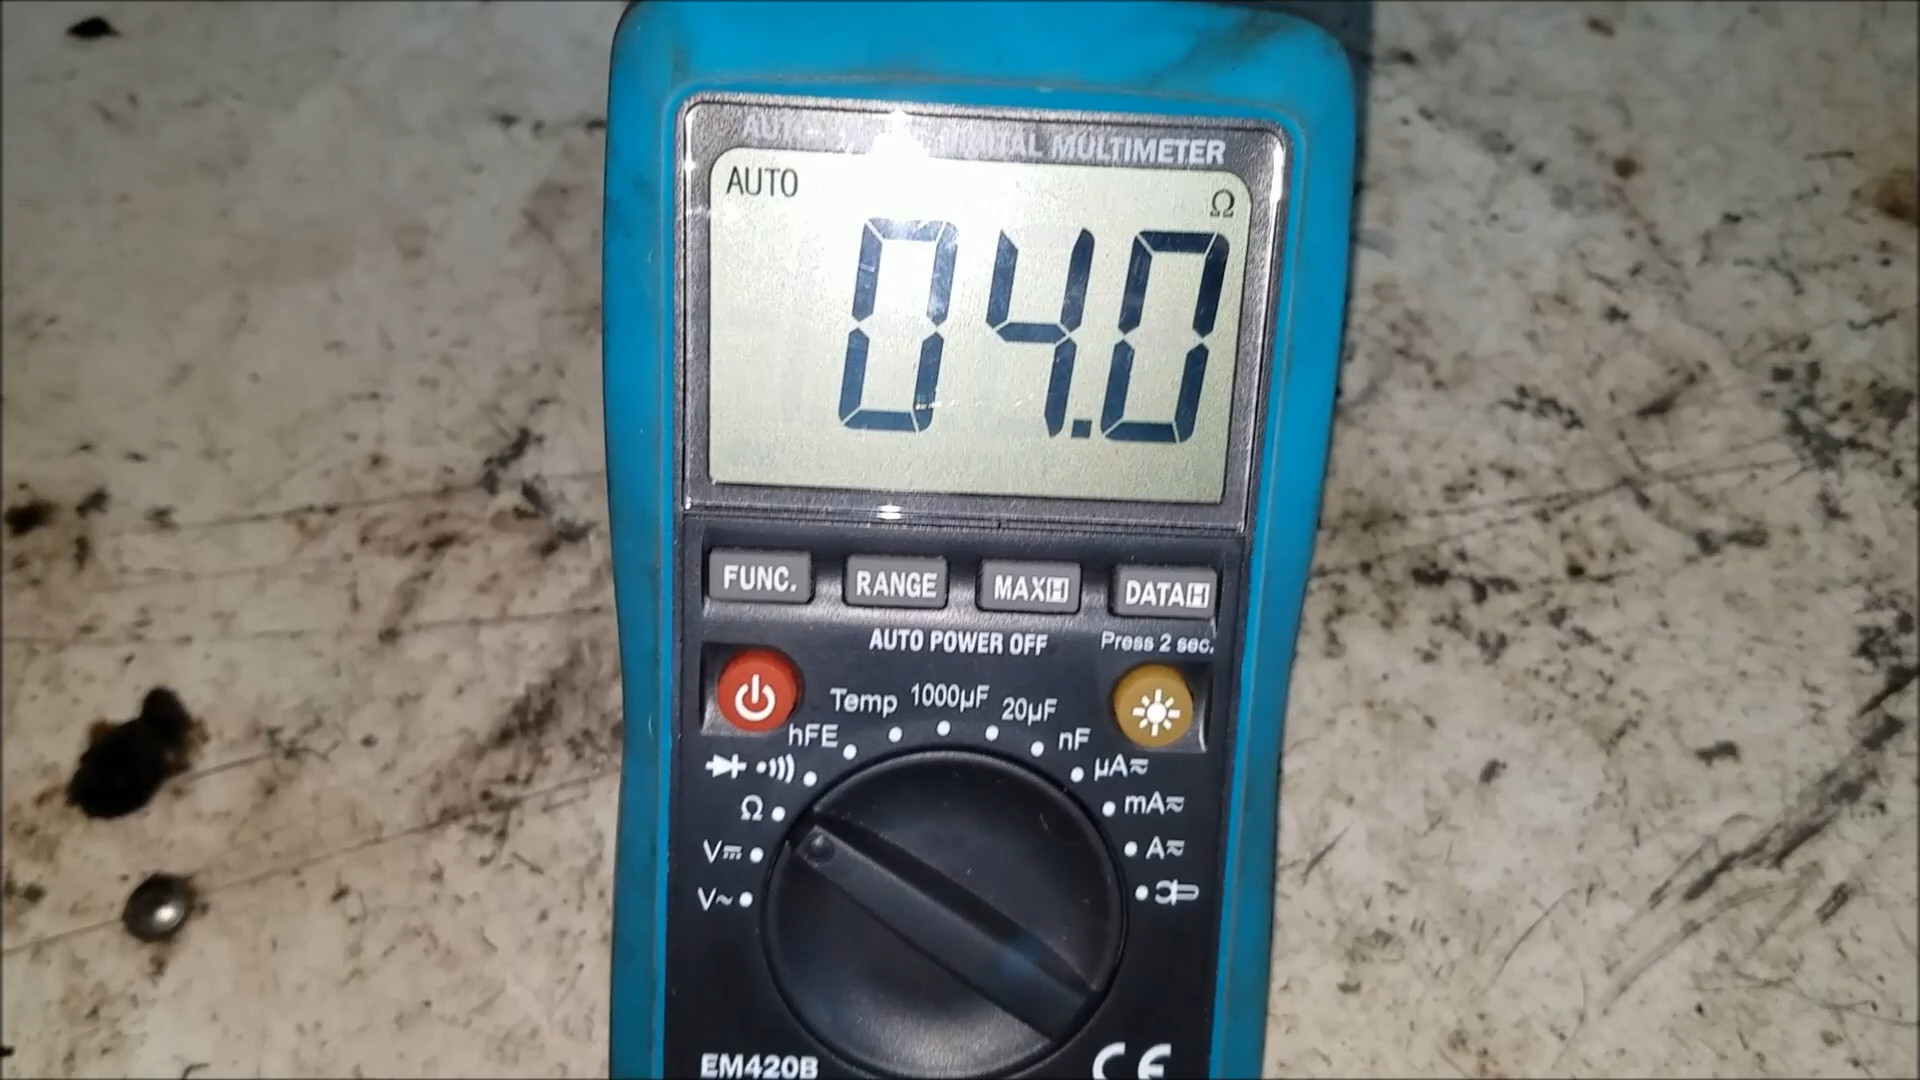 AUTO DIGITAL MULTIMETER
AUTO Ω
04.0
FUNC. RANGE MAX H DATA H
AUTO POWER OFF Press 2 sec.
Temp 1000µF 20µF
hFE nF
µA
Ω mA
V A
V~
EM420B CE